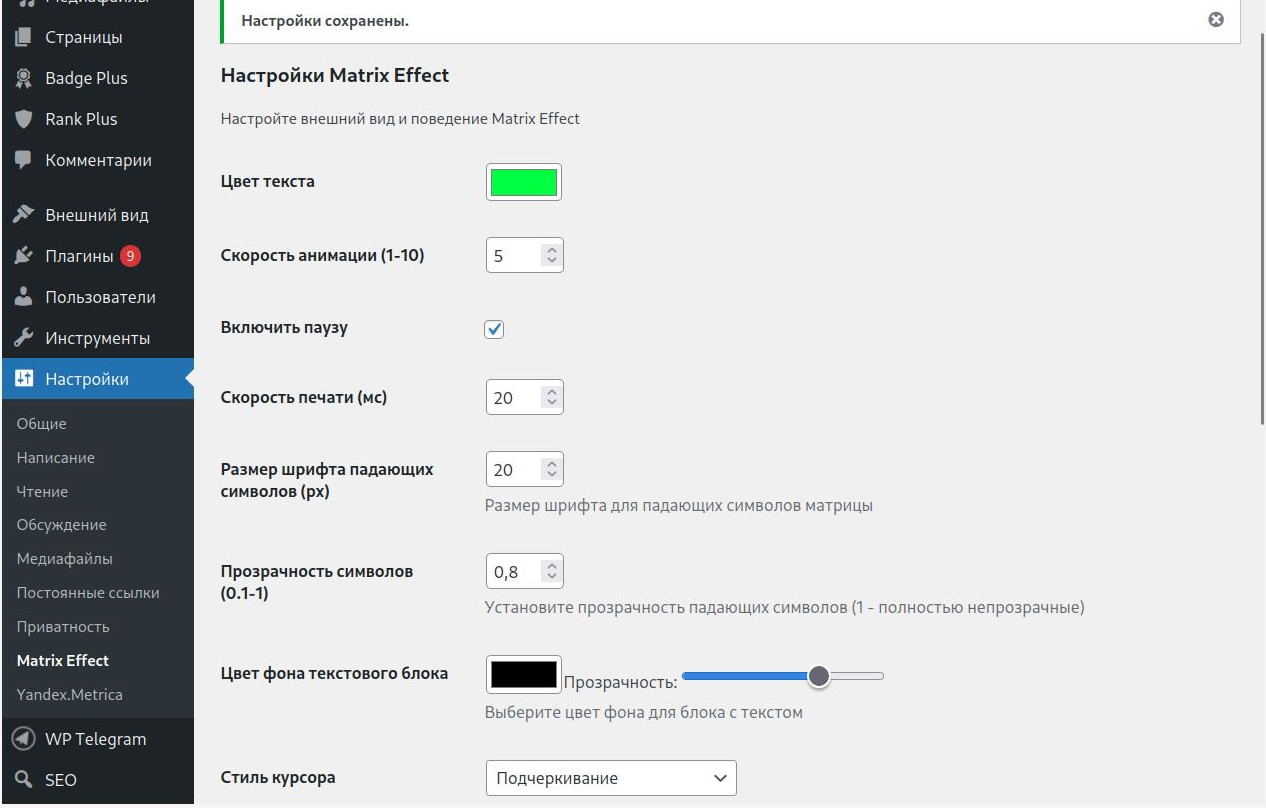 Медиафайлы
Страницы
Badge Plus
Rank Plus
Комментарии
Внешний вид
Плагины 9
Пользователи
Инструменты
Настройки
Общие
Написание
Чтение
Обсуждение
Медиафайлы
Постоянные ссылки
Приватность
Matrix Effect
Yandex.Metrica
WP Telegram
SEO
Настройки сохранены.
Настройки Matrix Effect
Настройте внешний вид и поведение Matrix Effect
Цвет текста
Скорость анимации (1-10)
5
Включить паузу
Скорость печати (мс)
20
Размер шрифта падающих
символов (px)
20
Размер шрифта для падающих символов матрицы
Прозрачность символов
(0.1-1)
0,8
Установите прозрачность падающих символов (1 - полностью непрозрачные)
Цвет фона текстового блока
Прозрачность:
Выберите цвет фона для блока с текстом
Стиль курсора
Подчеркивание